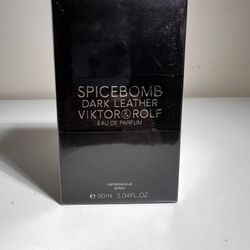 SPICEBOMB
DARK LEATHER
VIKTOR&ROLF
EAU DE PARFUM
VAPORISATEUR
SPRAY
℮ 90ml 3.04FL.OZ.